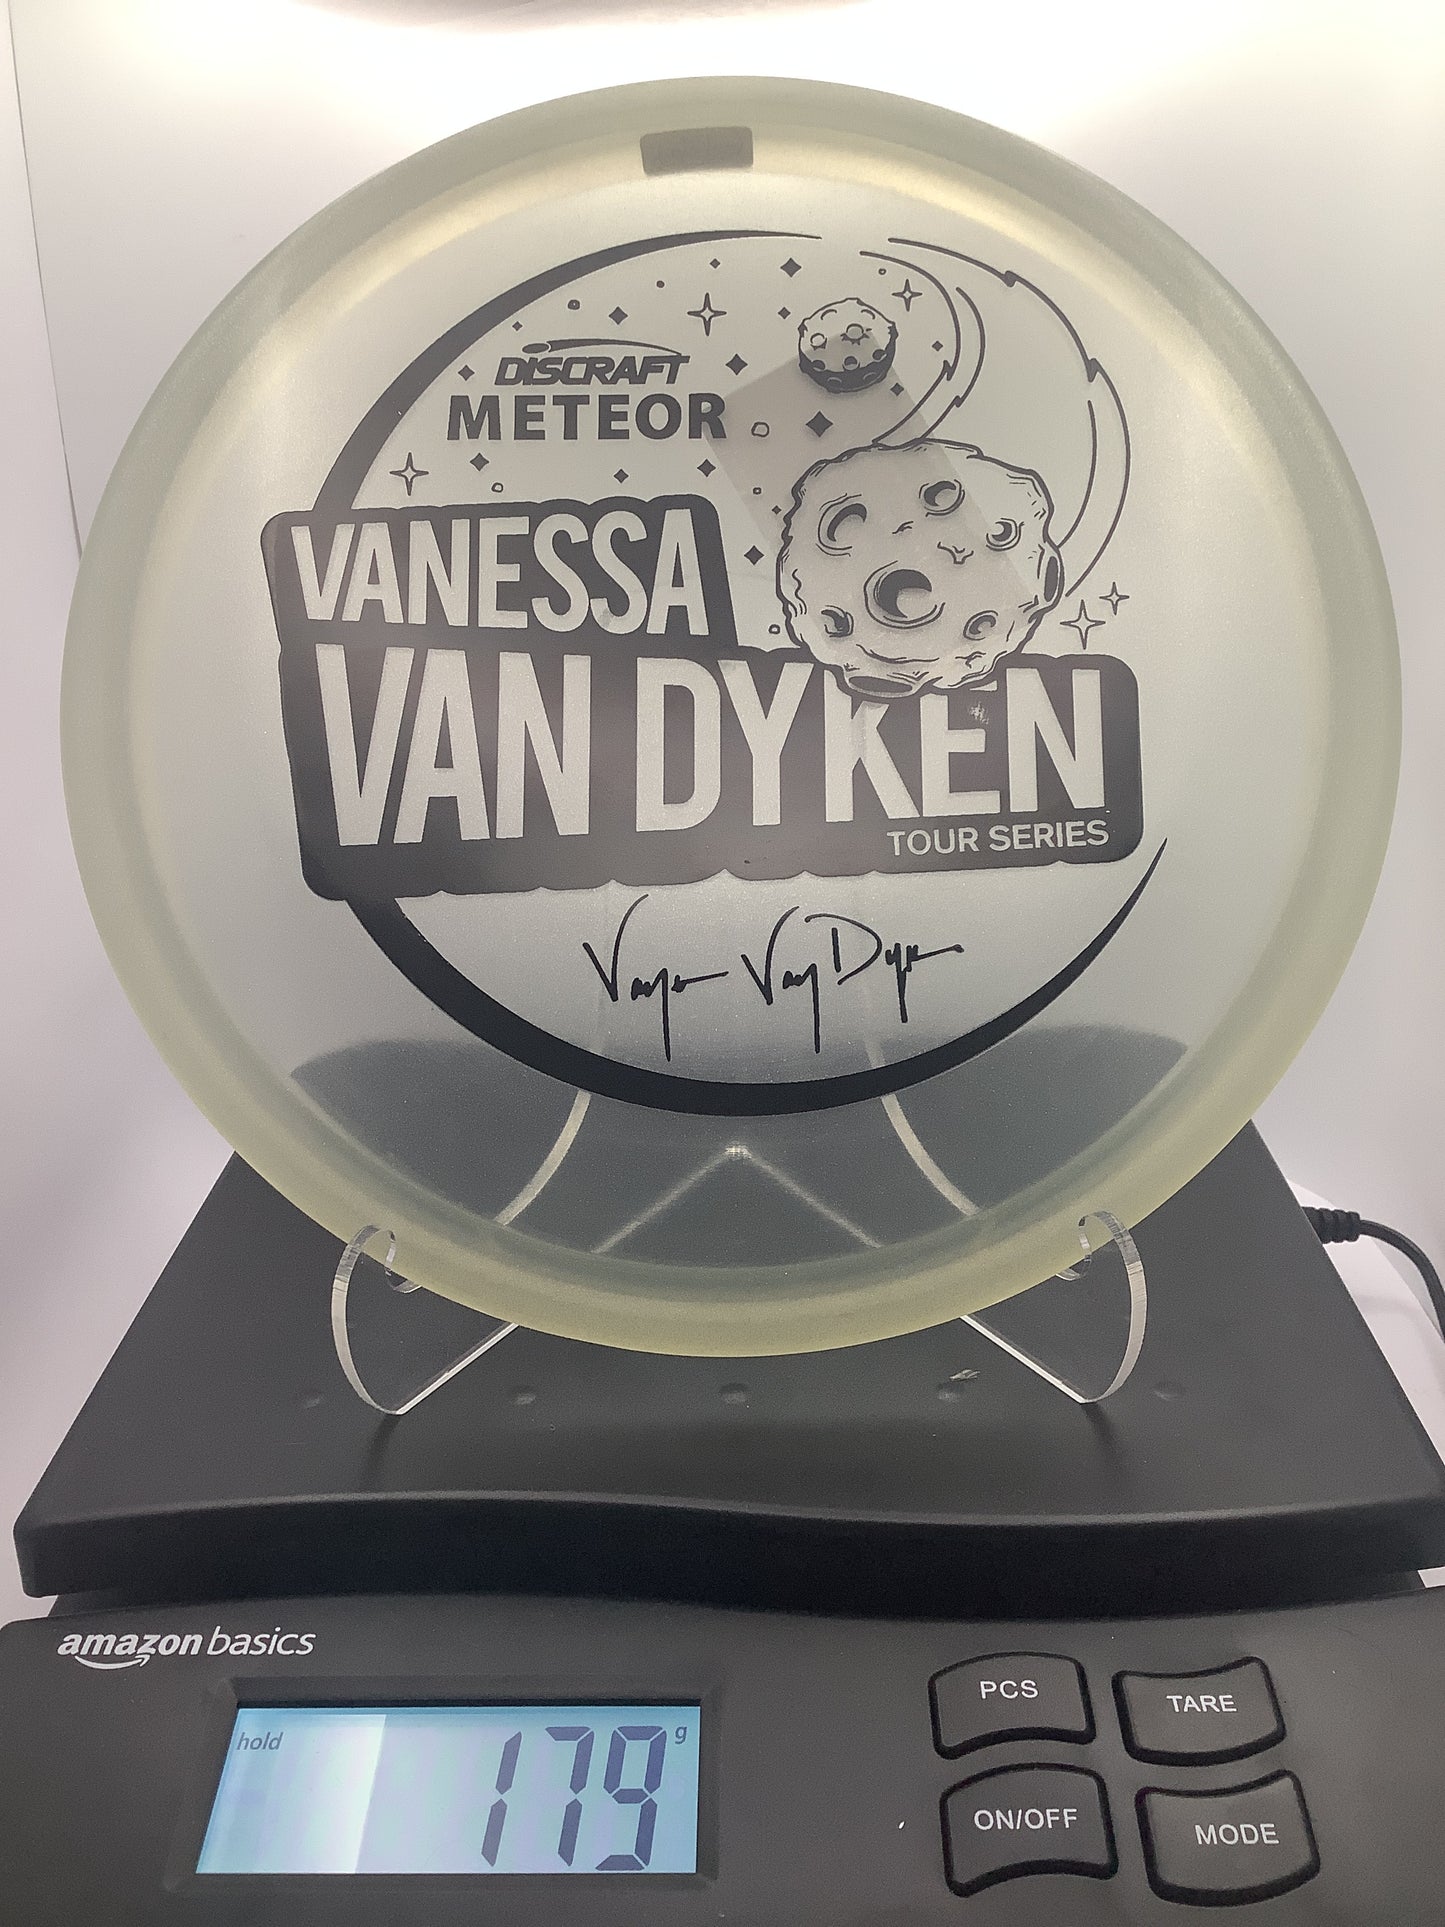 DISCRAFT
METEOR
VANESSA
VAN DYKEN
TOUR SERIES
amazon basics
hold 179 g
PCS
TARE
ON/OFF
MODE